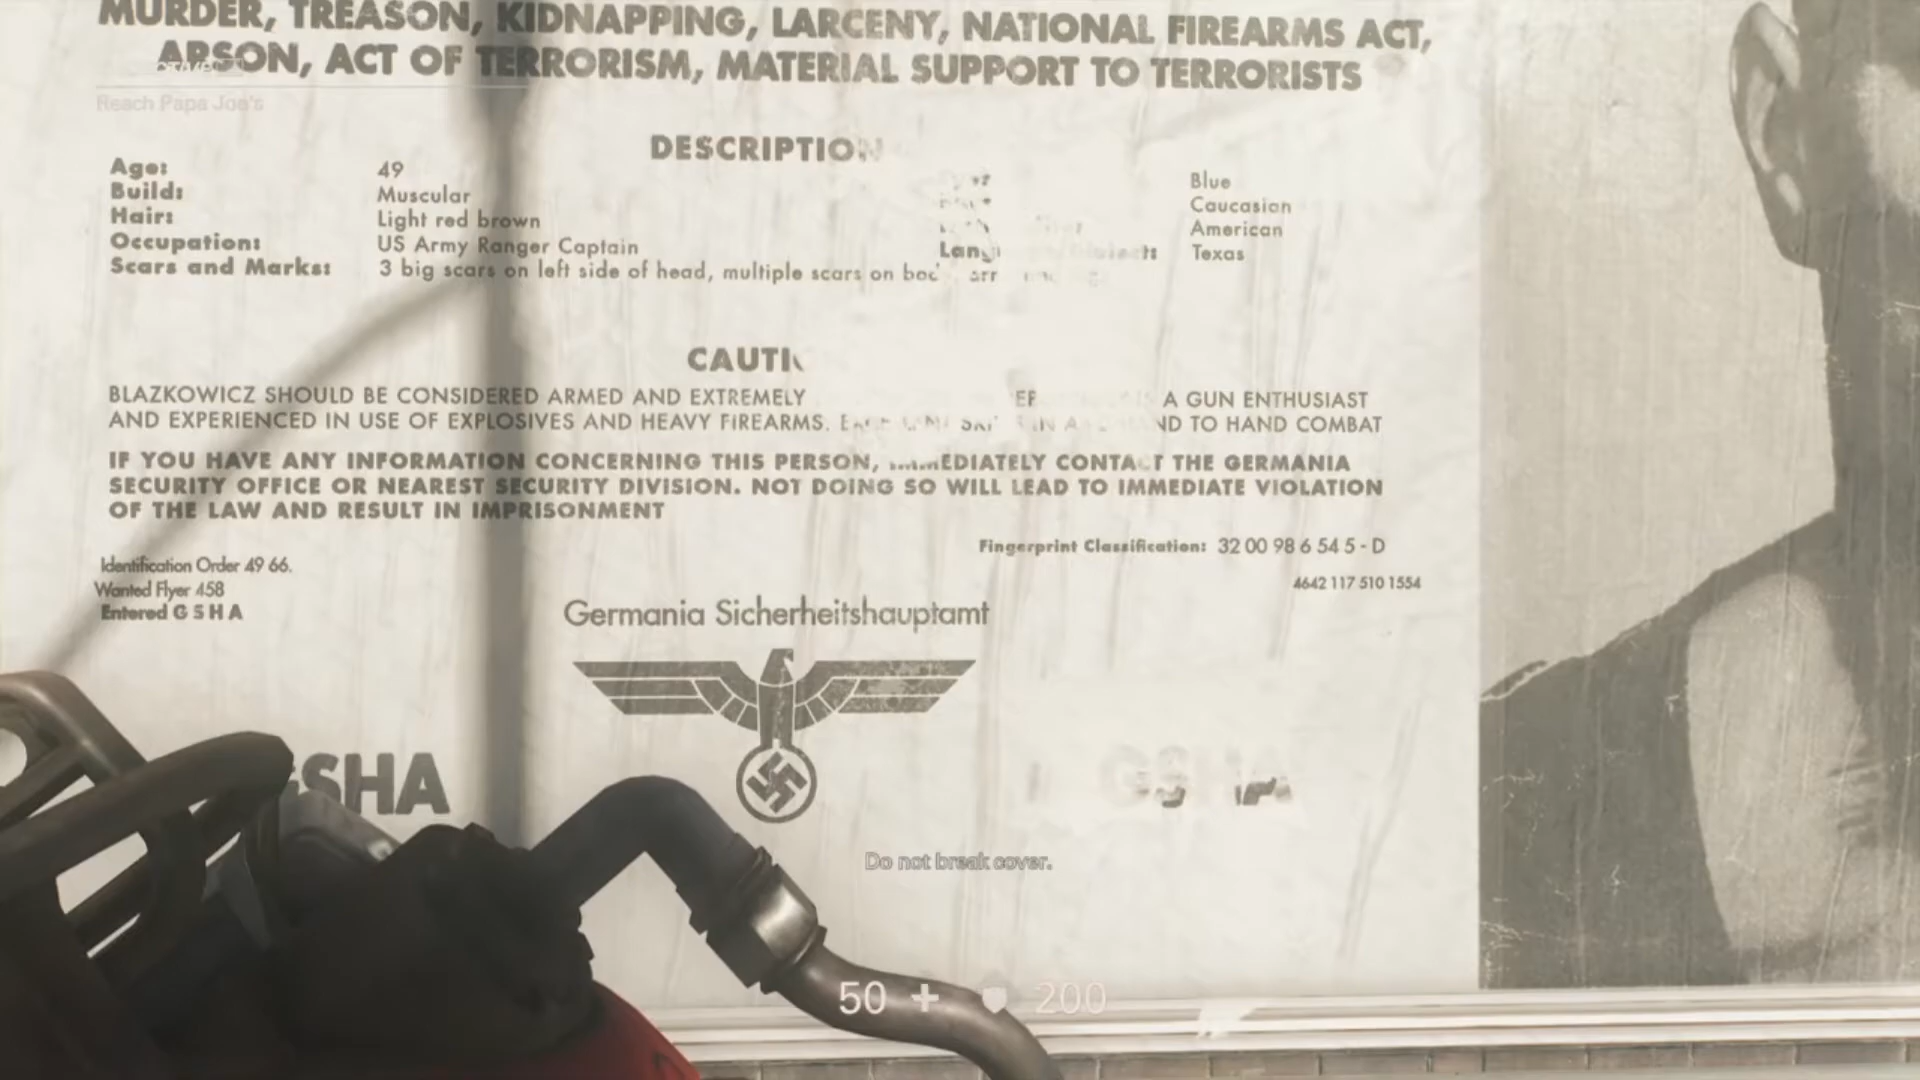 MURDER, TREASON, KIDNAPPING, LARCENY, NATIONAL FIREARMS ACT,
ARSON, ACT OF TERRORISM, MATERIAL SUPPORT TO TERRORISTS
Reach Papa Joe's
DESCRIPTION
Age: 49 Blue
Build: Muscular Caucasian
Hair: Light red brown American
Occupation: US Army Ranger Captain Texas
Scars and Marks: 3 big scars on left side of head, multiple scars on
BLAZKOWICZ SHOULD BE CONSIDERED ARMED AND EXTREMELY A GUN ENTHUSIAST
AND EXPERIENCED IN USE OF EXPLOSIVES AND HEAVY FIREARMS. TO HAND COMBAT
IF YOU HAVE ANY INFORMATION CONCERNING THIS PERSON, IMMEDIATELY CONTACT THE GERMANIA
SECURITY OFFICE OR NEAREST SECURITY DIVISION. NOT DOING SO WILL LEAD TO IMMEDIATE VIOLATION
OF THE LAW AND RESULT IN IMPRISONMENT
Fingerprint Classification: 32 00 98 6 54 5 - D
4642 117 510 1554
Identification Order 49 66.
Wanted Flyer 458
Entered G S H A
Germania Sicherheitshauptamt
GSHA
GSHA
Do not break cover.
50 200